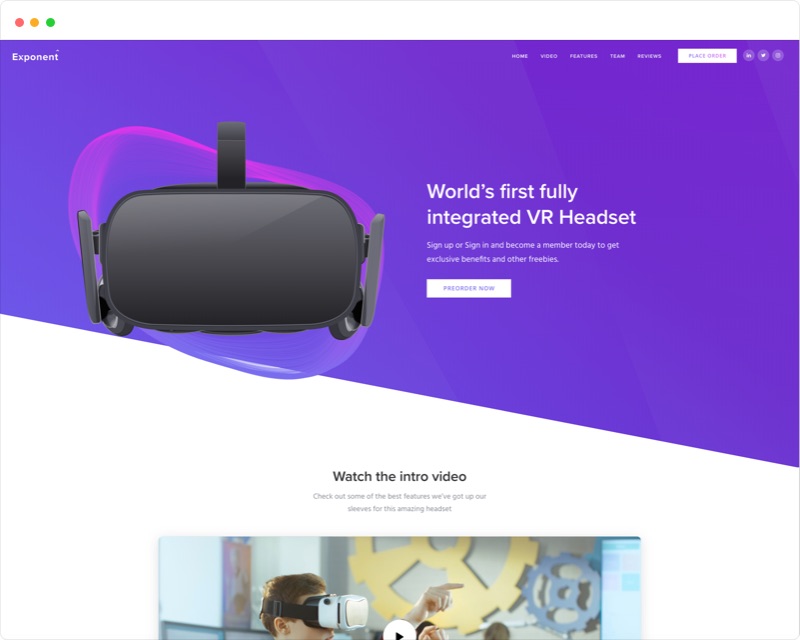 Exponent
HOME VIDEO FEATURES TEAM REVIEWS PLACE ORDER
World's first fully
integrated VR Headset
Sign up or Sign in and become a member today to get
exclusive benefits and other freebies.
PREORDER NOW
Watch the intro video
Check out some of the best features we've got up our
sleeves for this amazing headset